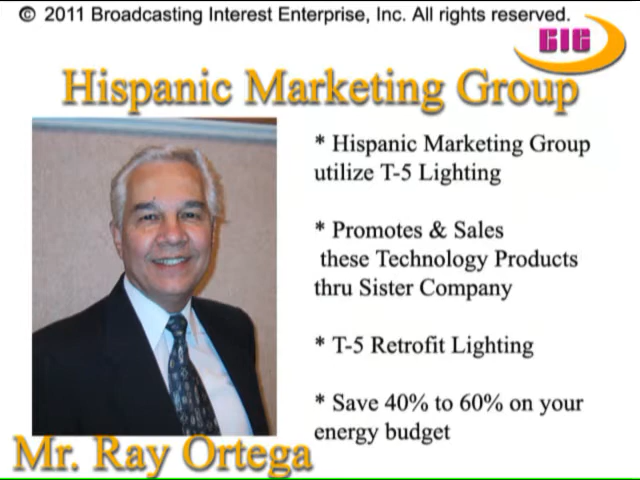 © 2011 Broadcasting Interest Enterprise, Inc. All rights reserved.
Hispanic Marketing Group
* Hispanic Marketing Group
utilize T-5 Lighting
* Promotes & Sales
these Technology Products
thru Sister Company
* T-5 Retrofit Lighting
* Save 40% to 60% on your
energy budget
Mr. Ray Ortega